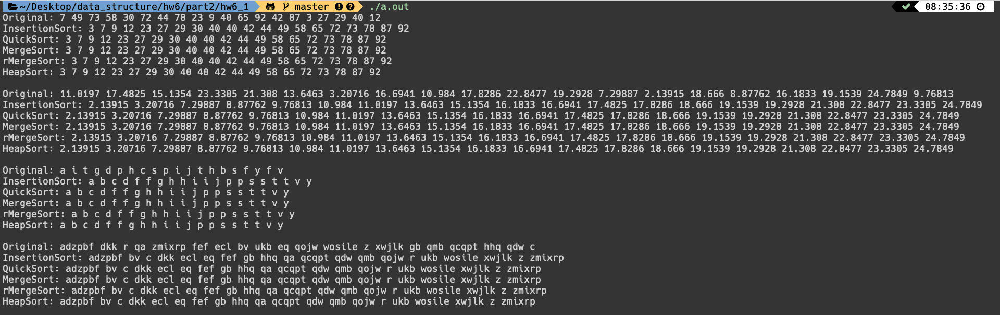 ~/Desktop/data_structure/hw6/part2/hw6_1 master ./a.out 08:35:36
Original: 7 49 73 58 30 72 44 78 23 9 40 65 92 42 87 3 27 29 40 12
InsertionSort: 3 7 9 12 23 27 29 30 40 40 42 44 49 58 65 72 73 78 87 92
QuickSort: 3 7 9 12 23 27 29 30 40 40 42 44 49 58 65 72 73 78 87 92
MergeSort: 3 7 9 12 23 27 29 30 40 40 42 44 49 58 65 72 73 78 87 92
rMergeSort: 3 7 9 12 23 27 29 30 40 40 42 44 49 58 65 72 73 78 87 92
HeapSort: 3 7 9 12 23 27 29 30 40 40 42 44 49 58 65 72 73 78 87 92
Original: 11.0197 17.4825 15.1354 23.3305 21.308 13.6463 3.20716 16.6941 10.984 17.8286 22.8477 19.2928 7.29887 2.13915 18.666 8.87762 16.1833 19.1539 24.7849 9.76813
InsertionSort: 2.13915 3.20716 7.29887 8.87762 9.76813 10.984 11.0197 13.6463 15.1354 16.1833 16.6941 17.4825 17.8286 18.666 19.1539 19.2928 21.308 22.8477 23.3305 24.7849
QuickSort: 2.13915 3.20716 7.29887 8.87762 9.76813 10.984 11.0197 13.6463 15.1354 16.1833 16.6941 17.4825 17.8286 18.666 19.1539 19.2928 21.308 22.8477 23.3305 24.7849
MergeSort: 2.13915 3.20716 7.29887 8.87762 9.76813 10.984 11.0197 13.6463 15.1354 16.1833 16.6941 17.4825 17.8286 18.666 19.1539 19.2928 21.308 22.8477 23.3305 24.7849
rMergeSort: 2.13915 3.20716 7.29887 8.87762 9.76813 10.984 11.0197 13.6463 15.1354 16.1833 16.6941 17.4825 17.8286 18.666 19.1539 19.2928 21.308 22.8477 23.3305 24.7849
HeapSort: 2.13915 3.20716 7.29887 8.87762 9.76813 10.984 11.0197 13.6463 15.1354 16.1833 16.6941 17.4825 17.8286 18.666 19.1539 19.2928 21.308 22.8477 23.3305 24.7849
Original: a i t g d p h c s p i j t h b s f y f v
InsertionSort: a b c d f f g h h i i j p p s s t t v y
QuickSort: a b c d f f g h h i i j p p s s t t v y
MergeSort: a b c d f f g h h i i j p p s s t t v y
rMergeSort: a b c d f f g h h i i j p p s s t t v y
HeapSort: a b c d f f g h h i i j p p s s t t v y
Original: adzpbf dkk r qa zmixrp fef ecl bv ukb eq qojw wosile z xwjlk gb qmb qcqpt hhq qdw c
InsertionSort: adzpbf bv c dkk ecl eq fef gb hhq qa qcqpt qdw qmb qojw r ukb wosile xwjlk z zmixrp
QuickSort: adzpbf bv c dkk ecl eq fef gb hhq qa qcqpt qdw qmb qojw r ukb wosile xwjlk z zmixrp
MergeSort: adzpbf bv c dkk ecl eq fef gb hhq qa qcqpt qdw qmb qojw r ukb wosile xwjlk z zmixrp
rMergeSort: adzpbf bv c dkk ecl eq fef gb hhq qa qcqpt qdw qmb qojw r ukb wosile xwjlk z zmixrp
HeapSort: adzpbf bv c dkk ecl eq fef gb hhq qa qcqpt qdw qmb qojw r ukb wosile xwjlk z zmixrp